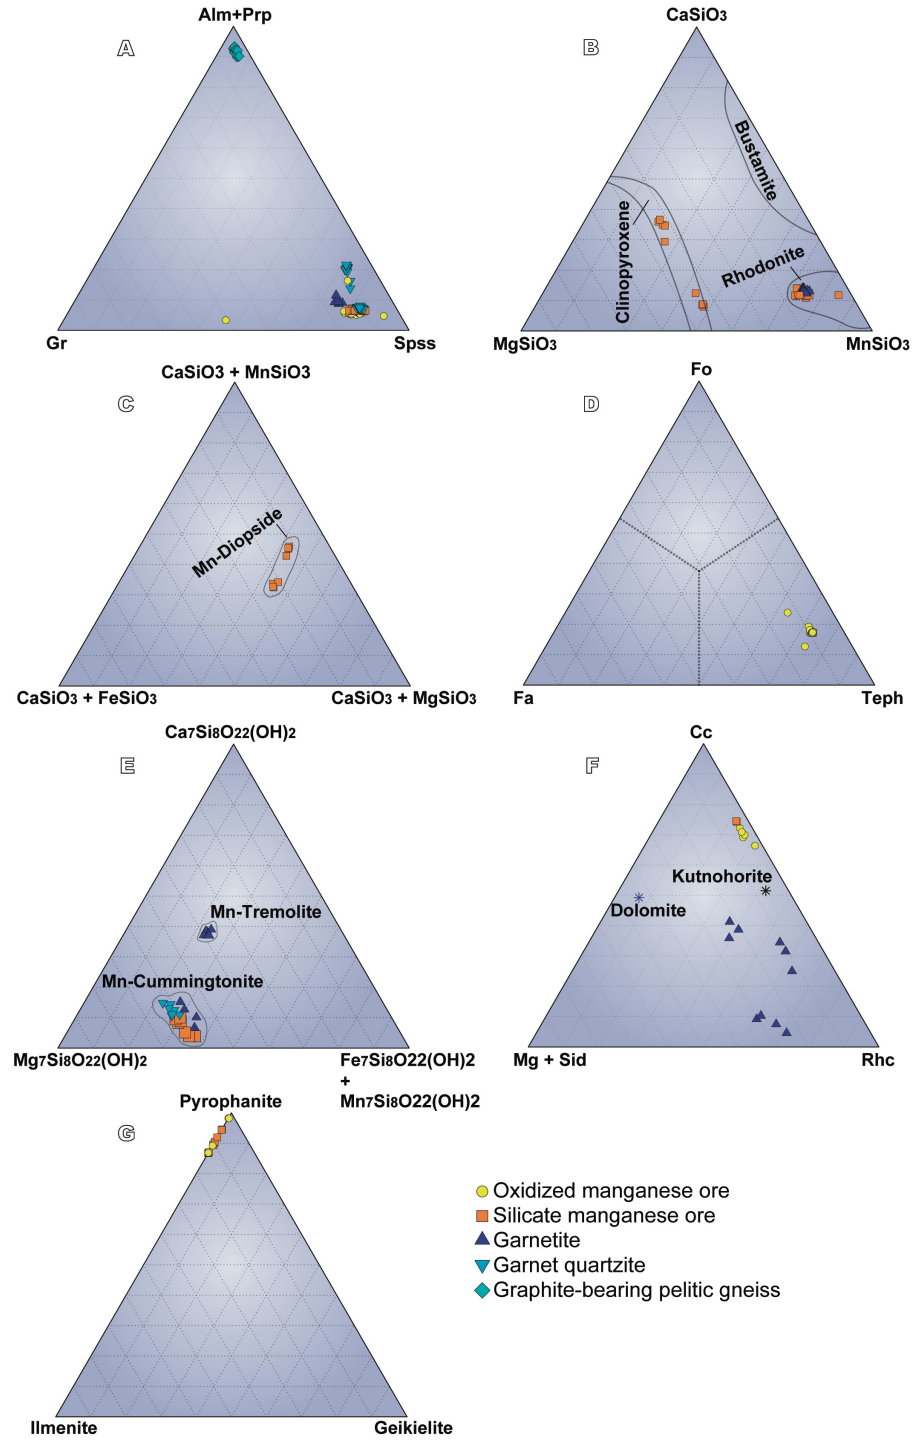 Alm+Prp
A
Gr
Spss
CaSiO3
B
Bustamite
Clinopyroxene
Rhodonite
MgSiO3
MnSiO3
CaSiO3 + MnSiO3
C
Mn-Diopside
CaSiO3 + FeSiO3
CaSiO3 + MgSiO3
Fo
D
Fa
Teph
Ca7Si8O22(OH)2
E
Mn-Tremolite
Mn-Cummingtonite
Mg7Si8O22(OH)2
Fe7Si8O22(OH)2
+
Mn7Si8O22(OH)2
Cc
F
Kutnohorite
Dolomite
Mg + Sid
Rhc
Pyrophanite
G
Ilmenite
Geikielite
Oxidized manganese ore
Silicate manganese ore
Garnetite
Garnet quartzite
Graphite-bearing pelitic gneiss